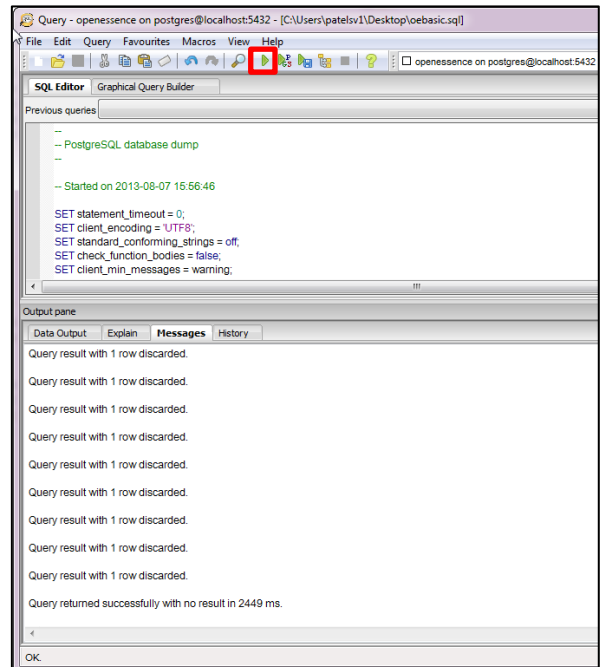 Query - openessence on postgres@localhost:5432 - [C:\Users\patelsv1\Desktop\oebasic.sql]
File Edit Query Favourites Macros View Help
openessence on postgres@localhost:5432
SQL Editor Graphical Query Builder
Previous queries
--
-- PostgreSQL database dump
--
-- Started on 2013-08-07 15:56:46
SET statement_timeout = 0;
SET client_encoding = 'UTF8';
SET standard_conforming_strings = off;
SET check_function_bodies = false;
SET client_min_messages = warning;
Output pane
Data Output Explain Messages History
Query result with 1 row discarded.
Query result with 1 row discarded.
Query result with 1 row discarded.
Query result with 1 row discarded.
Query result with 1 row discarded.
Query result with 1 row discarded.
Query result with 1 row discarded.
Query result with 1 row discarded.
Query result with 1 row discarded.
Query returned successfully with no result in 2449 ms.
OK.